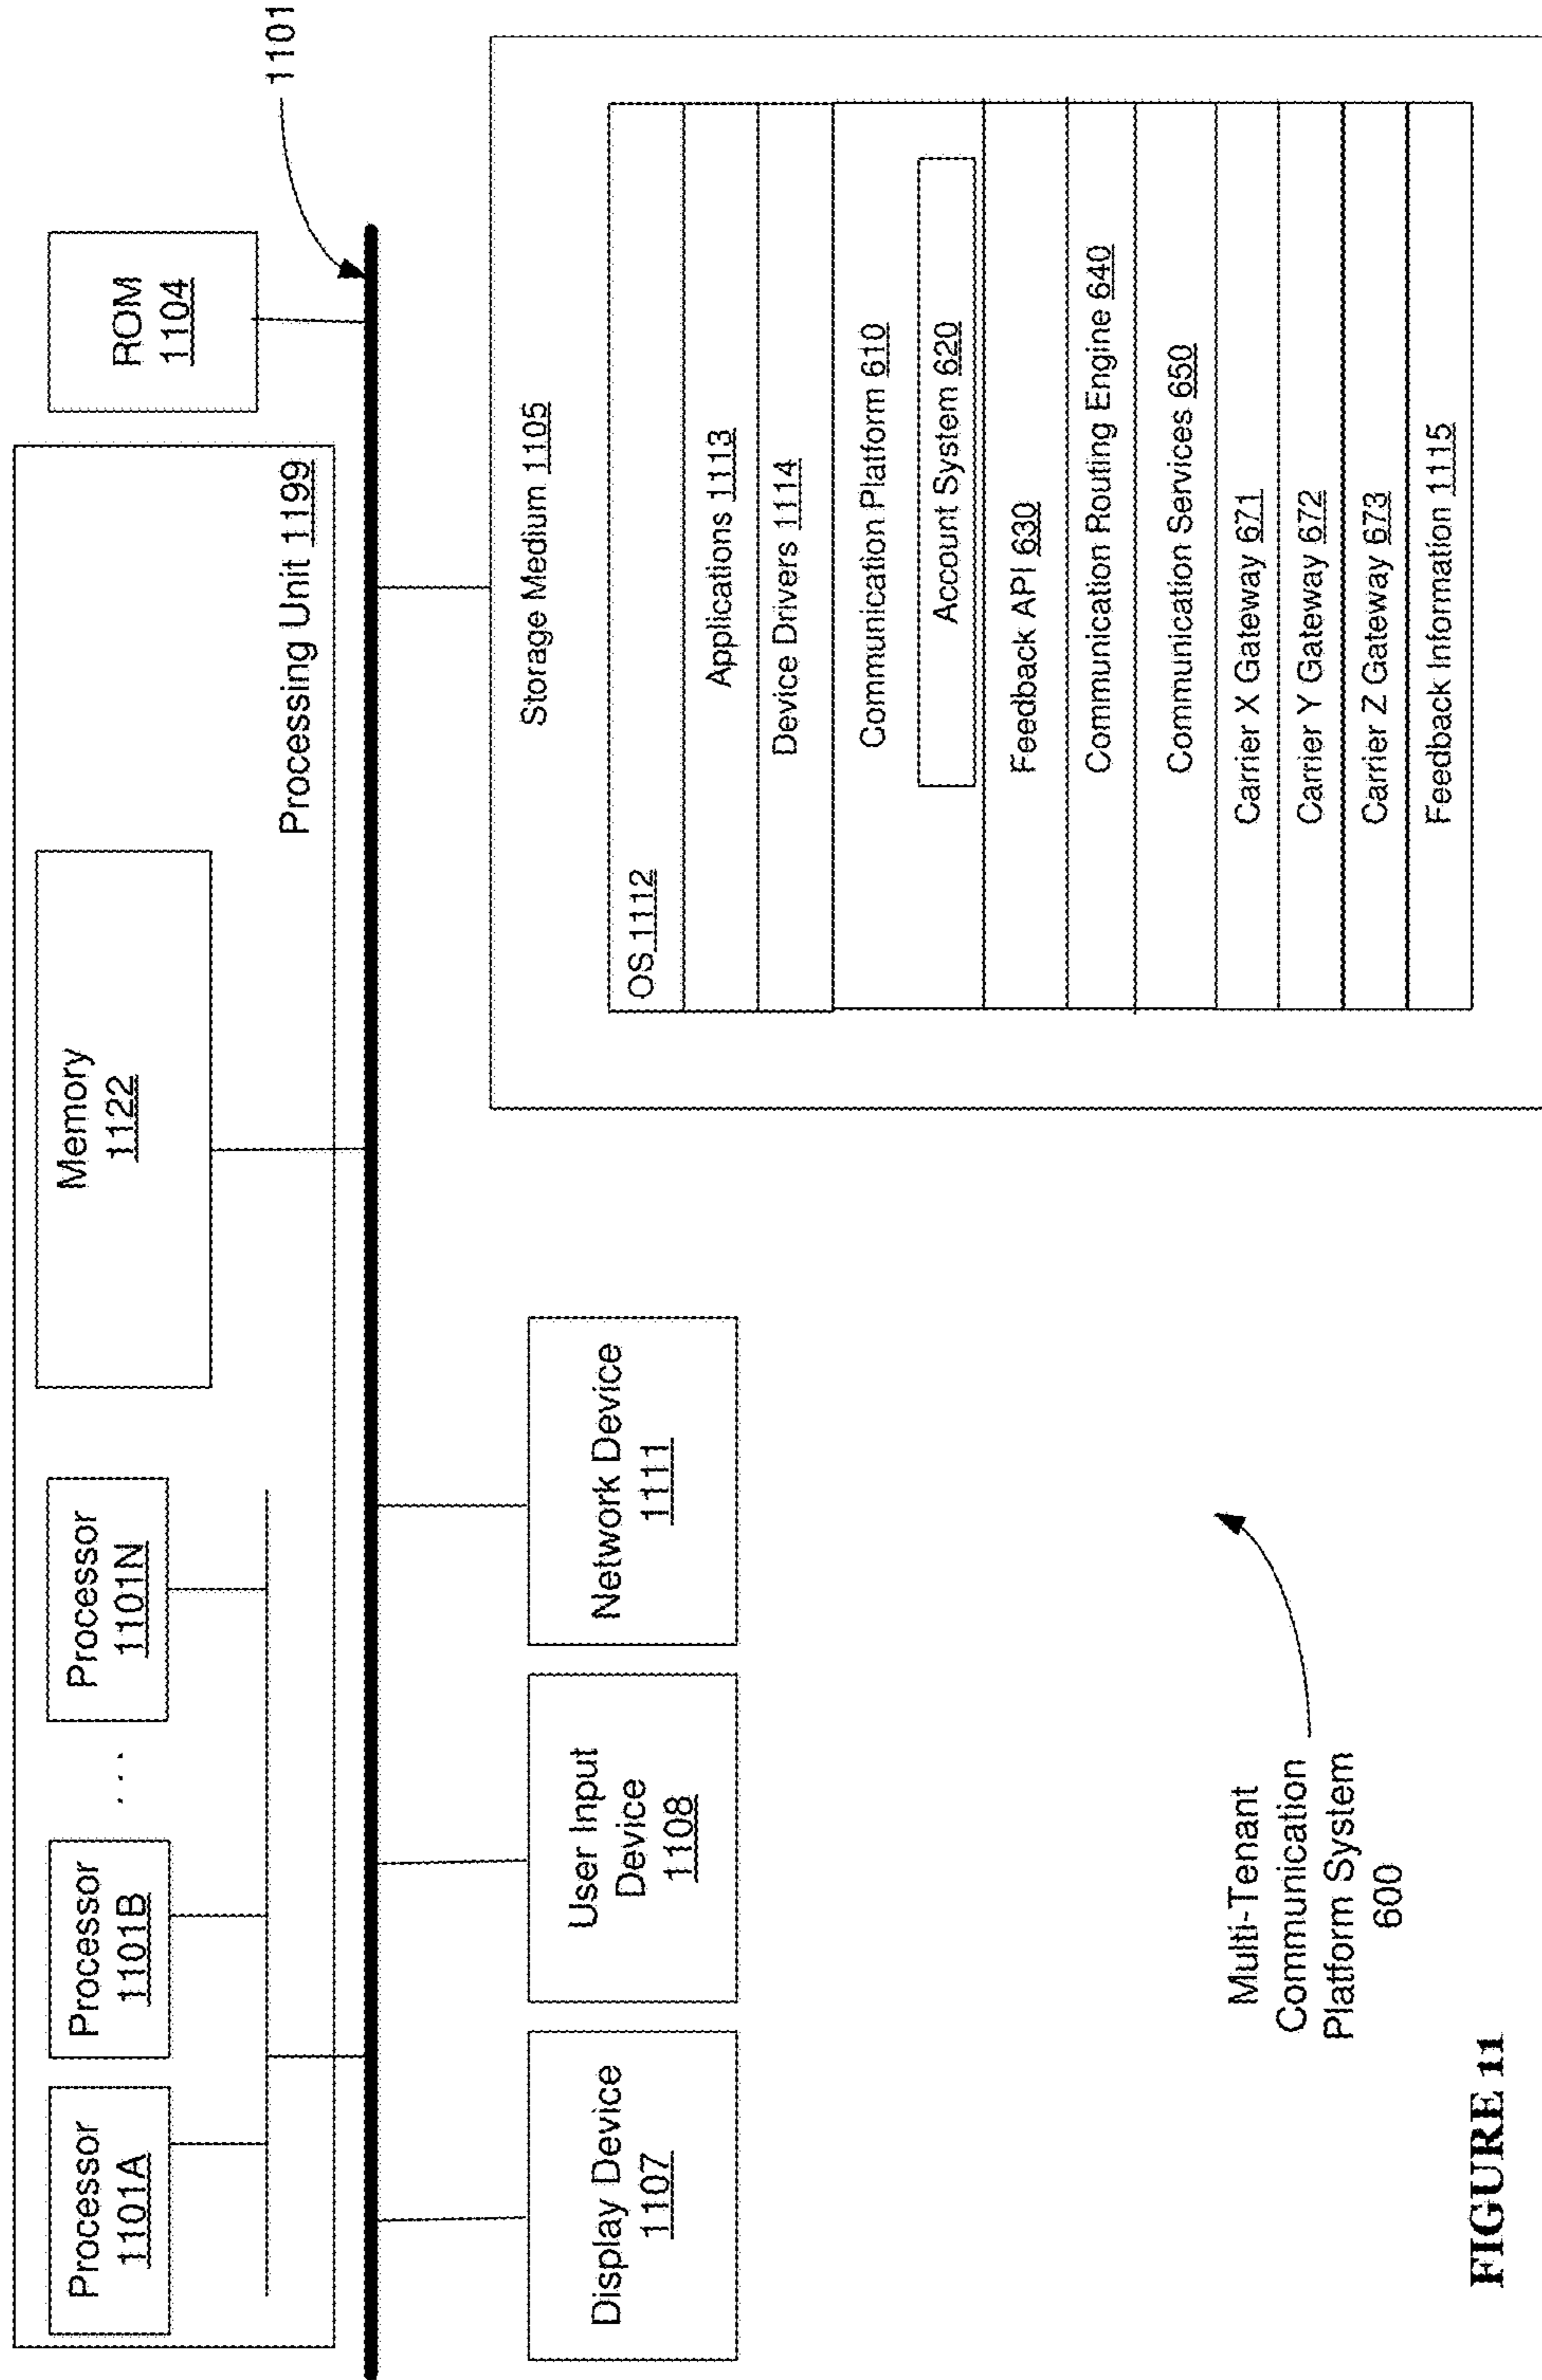 Processor
1101A
Processor
1101B
. . .
Processor
1101N
Memory
1122
Processing Unit 1199
ROM
1104
1101
Display Device
1107
User Input
Device
1108
Network Device
1111
Storage Medium 1105
OS 1112
Applications 1113
Device Drivers 1114
Communication Platform 610
Account System 620
Feedback API 630
Communication Routing Engine 640
Communication Services 650
Carrier X Gateway 671
Carrier Y Gateway 672
Carrier Z Gateway 673
Feedback Information 1115
Multi-Tenant
Communication
Platform System
600
FIGURE 11